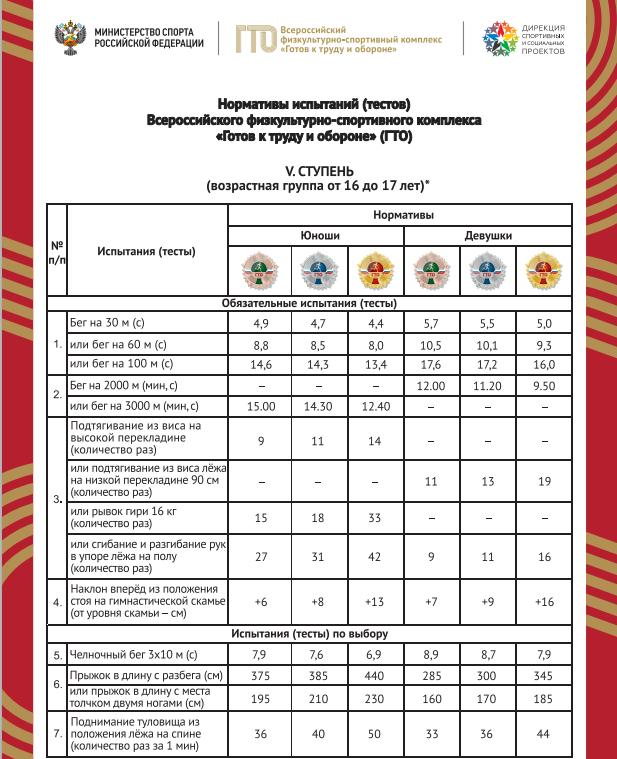 МИНИСТЕРСТВО СПОРТА
РОССИЙСКОЙ ФЕДЕРАЦИИ
ГТО
Всероссийский
физкультурно-спортивный комплекс
«Готов к труду и обороне»
ДИРЕКЦИЯ
СПОРТИВНЫХ
И СОЦИАЛЬНЫХ
ПРОЕКТОВ
Нормативы испытаний (тестов)
Всероссийского физкультурно-спортивного комплекса
«Готов к труду и обороне» (ГТО)
V. СТУПЕНЬ
(возрастная группа от 16 до 17 лет)*
№ п/п
Испытания (тесты)
Нормативы
Юноши Девушки
ГТО ГТО ГТО ГТО ГТО ГТО
Обязательные испытания (тесты)
1. Бег на 30 м (с) 4,9 4,7 4,4 5,7 5,5 5,0
или бег на 60 м (с) 8,8 8,5 8,0 10,5 10,1 9,3
или бег на 100 м (с) 14,6 14,3 13,4 17,6 17,2 16,0
2. Бег на 2000 м (мин, с) – – – 12.00 11.20 9.50
или бег на 3000 м (мин, с) 15.00 14.30 12.40 – – –
3. Подтягивание из виса на
высокой перекладине
(количество раз) 9 11 14 – – –
или подтягивание из виса лёжа
на низкой перекладине 90 см
(количество раз) – – – 11 13 19
или рывок гири 16 кг
(количество раз) 15 18 33 – – –
или сгибание и разгибание рук
в упоре лёжа на полу
(количество раз) 27 31 42 9 11 16
4. Наклон вперёд из положения
стоя на гимнастической скамье
(от уровня скамьи – см) +6 +8 +13 +7 +9 +16
Испытания (тесты) по выбору
5. Челночный бег 3х10 м (с) 7,9 7,6 6,9 8,9 8,7 7,9
6. Прыжок в длину с разбега (см) 375 385 440 285 300 345
или прыжок в длину с места
толчком двумя ногами (см) 195 210 230 160 170 185
7. Поднимание туловища из
положения лёжа на спине
(количество раз за 1 мин) 36 40 50 33 36 44